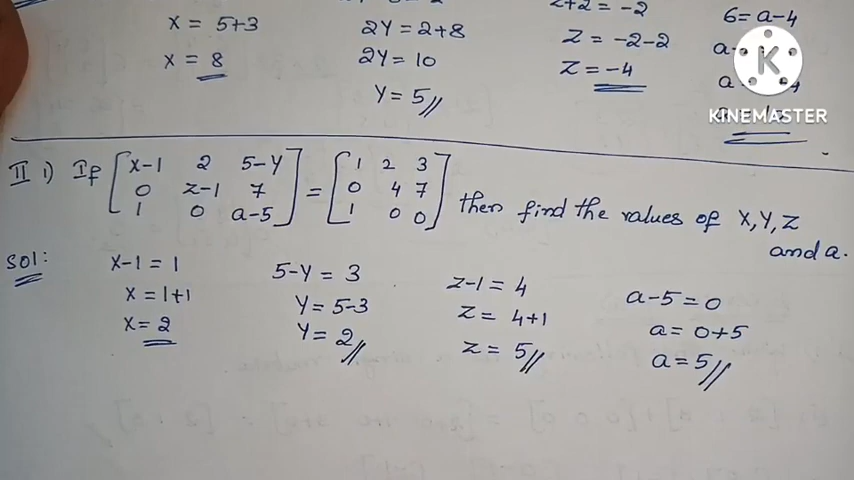 x = 5+3
x = 8
2Y = 2+8
2Y = 10
Y = 5
z+2 = -2
z = -2-2
z = -4
6 = a-4
K
KINEMASTER
II 1) If [x-1 2 5-Y
0 z-1 7
1 0 a-5] = [1 2 3
0 4 7
1 0 0] then find the values of X, Y, Z
and a.
Sol:
x-1 = 1
x = 1+1
x = 2
5-Y = 3
Y = 5-3
Y = 2
z-1 = 4
z = 4+1
z = 5
a-5 = 0
a = 0+5
a = 5